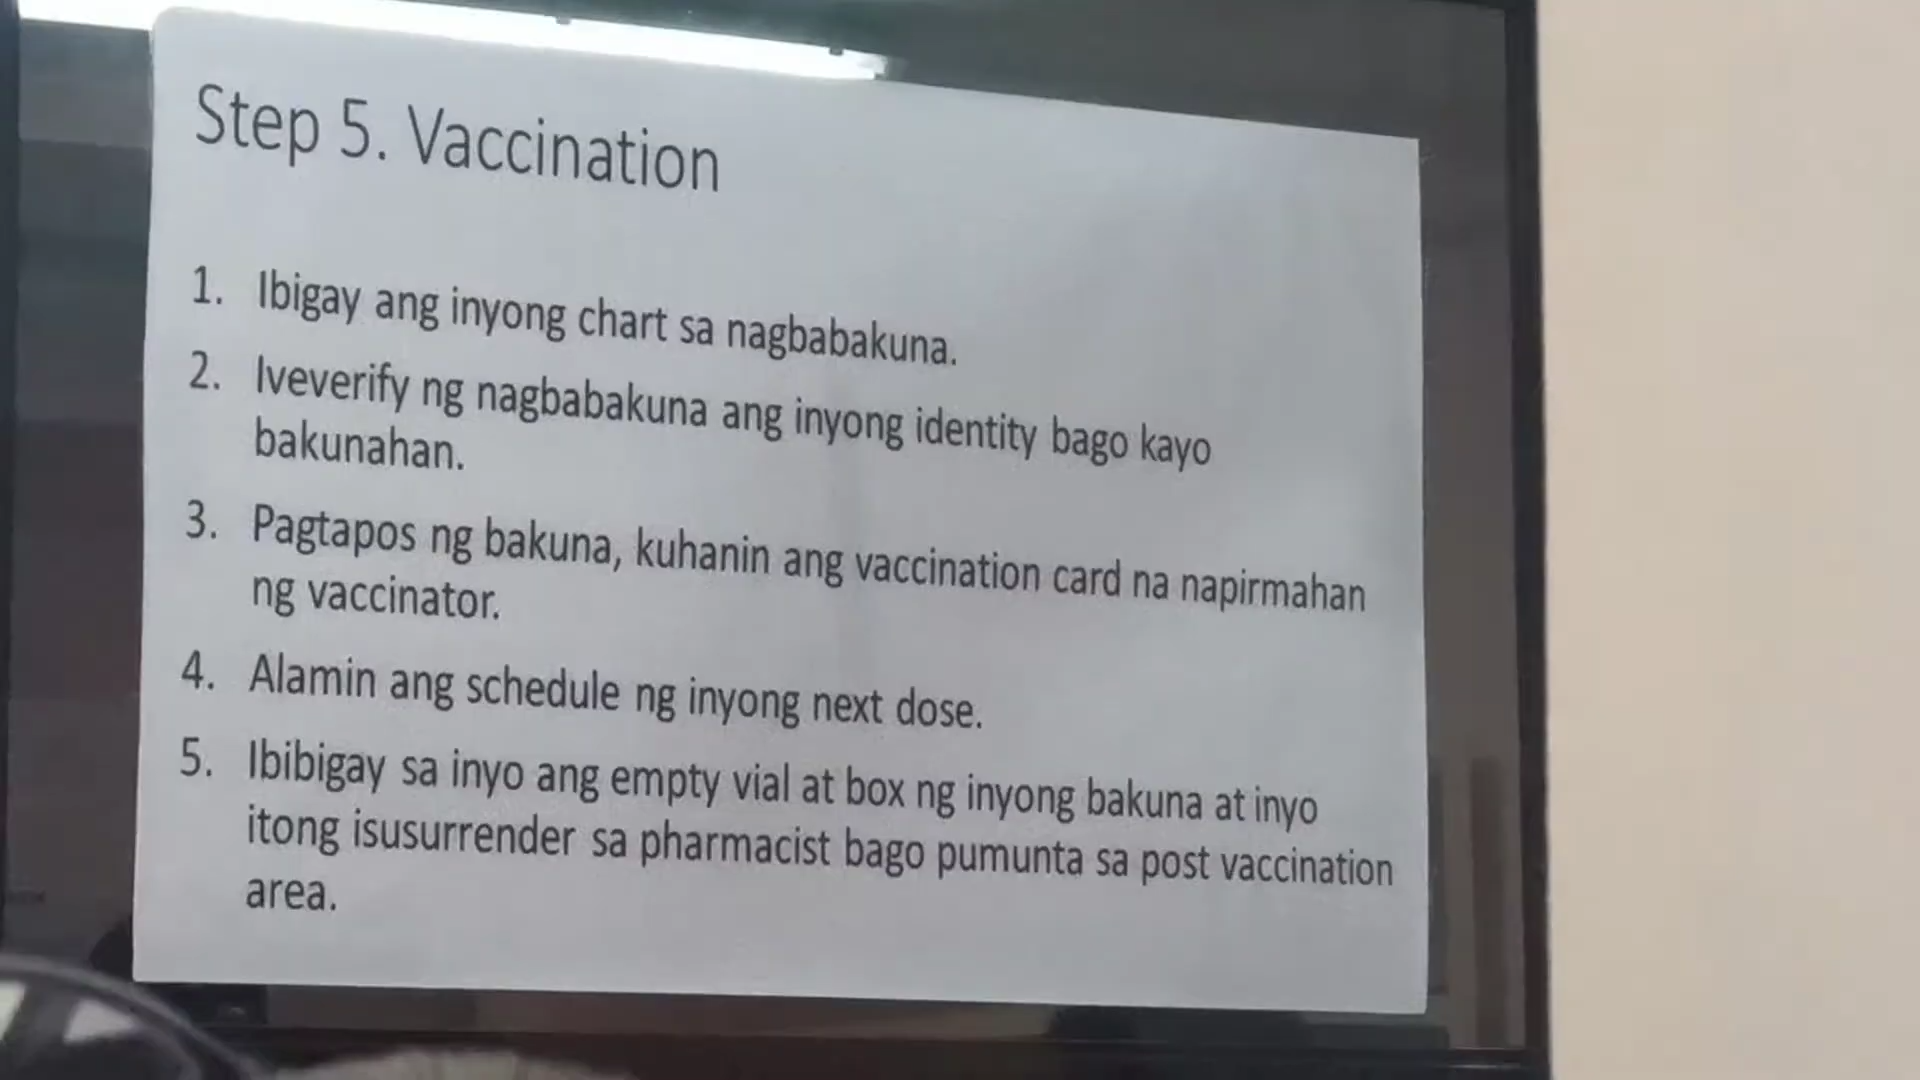 Step 5. Vaccination
1. Ibigay ang inyong chart sa nagbabakuna.
2. Iveverify ng nagbabakuna ang inyong identity bago kayo
bakunahan.
3. Pagtapos ng bakuna, kuhanin ang vaccination card na napirmahan
ng vaccinator.
4. Alamin ang schedule ng inyong next dose.
5. Ibibigay sa inyo ang empty vial at box ng inyong bakuna at inyo
itong isusurrender sa pharmacist bago pumunta sa post vaccination
area.